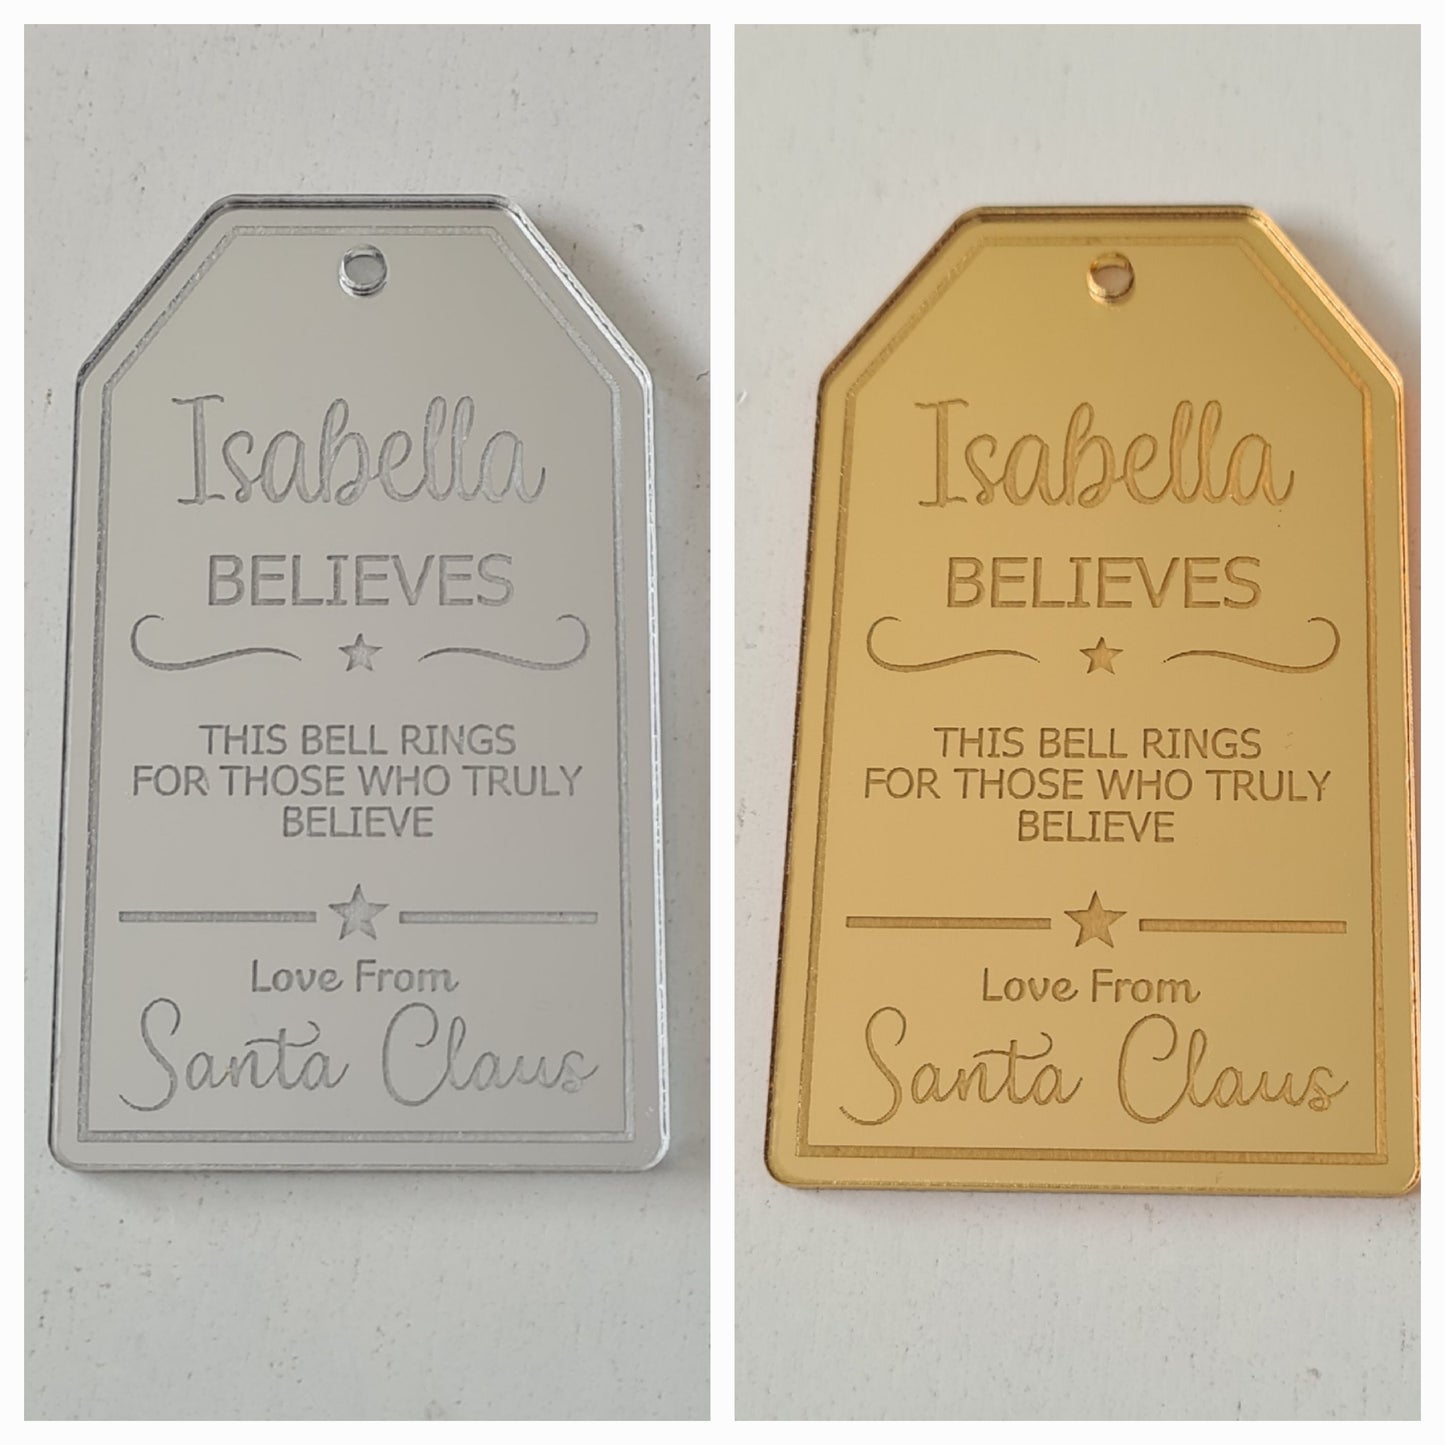 Isabella
BELIEVES
THIS BELL RINGS
FOR THOSE WHO TRULY
BELIEVE
Love From
Santa Claus
Isabella
BELIEVES
THIS BELL RINGS
FOR THOSE WHO TRULY
BELIEVE
Love From
Santa Claus